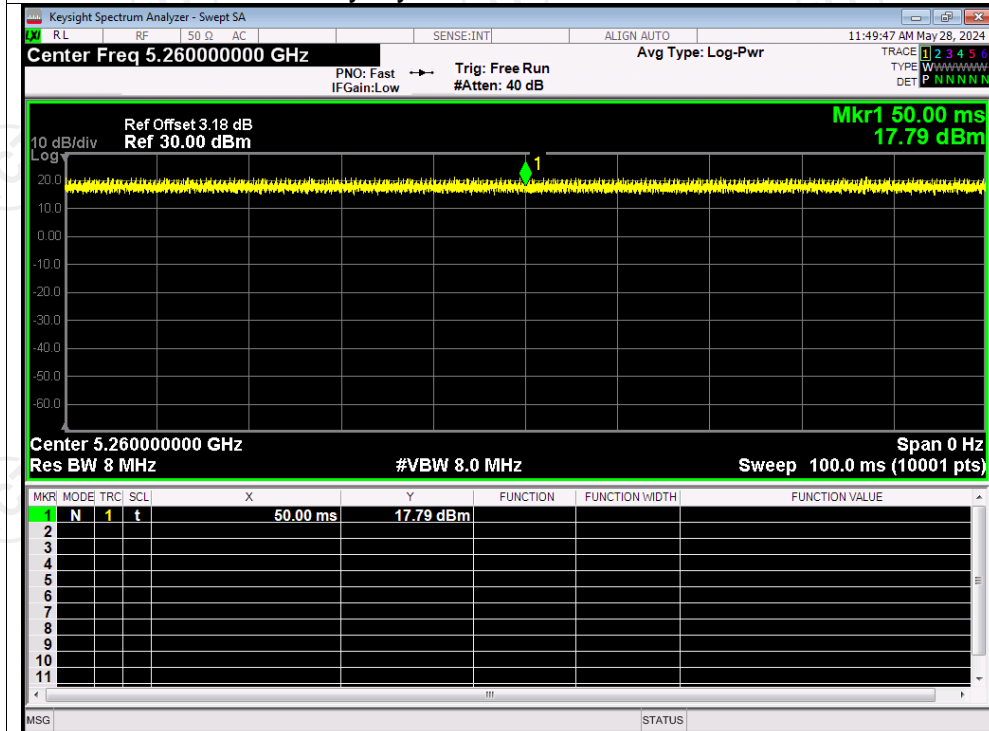 Keysight Spectrum Analyzer - Swept SA
LXI RL RF 50 Ω AC SENSE:INT ALIGN AUTO 11:49:47 AM May 28, 2024
Center Freq 5.260000000 GHz Avg Type: Log-Pwr TRACE 1 2 3 4 5 6
PNO: Fast Trig: Free Run TYPE WWWWWW
IFGain:Low #Atten: 40 dB DET P N N N N N
Mkr1 50.00 ms
Ref Offset 3.18 dB
10 dB/div Ref 30.00 dBm 17.79 dBm
Log
1
20.0
10.0
0.00
-10.0
-20.0
-30.0
-40.0
-50.0
-60.0
Center 5.260000000 GHz Span 0 Hz
Res BW 8 MHz #VBW 8.0 MHz Sweep 100.0 ms (10001 pts)
MKR MODE TRC SCL X Y FUNCTION FUNCTION WIDTH FUNCTION VALUE
1 N 1 t 50.00 ms 17.79 dBm
2
3
4
5
6
7
8
9
10
11
MSG STATUS